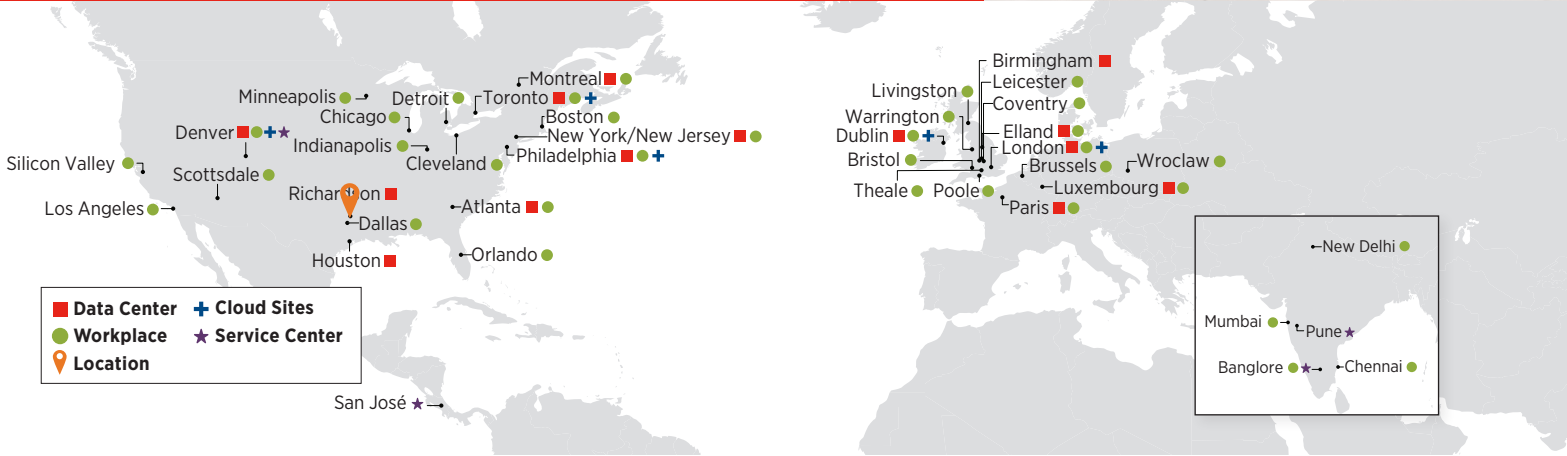 Montreal
Minneapolis
Detroit
Toronto
Chicago
Boston
Denver
New York/New Jersey
Indianapolis
Cleveland
Philadelphia
Silicon Valley
Scottsdale
Richardson
Los Angeles
Atlanta
Dallas
Orlando
Houston
Data Center
Cloud Sites
Workplace
Service Center
Location
San José
Birmingham
Leicester
Livingston
Coventry
Warrington
Elland
Dublin
London
Bristol
Brussels
Wroclaw
Theale
Poole
Luxembourg
Paris
New Delhi
Mumbai
Pune
Banglore
Chennai